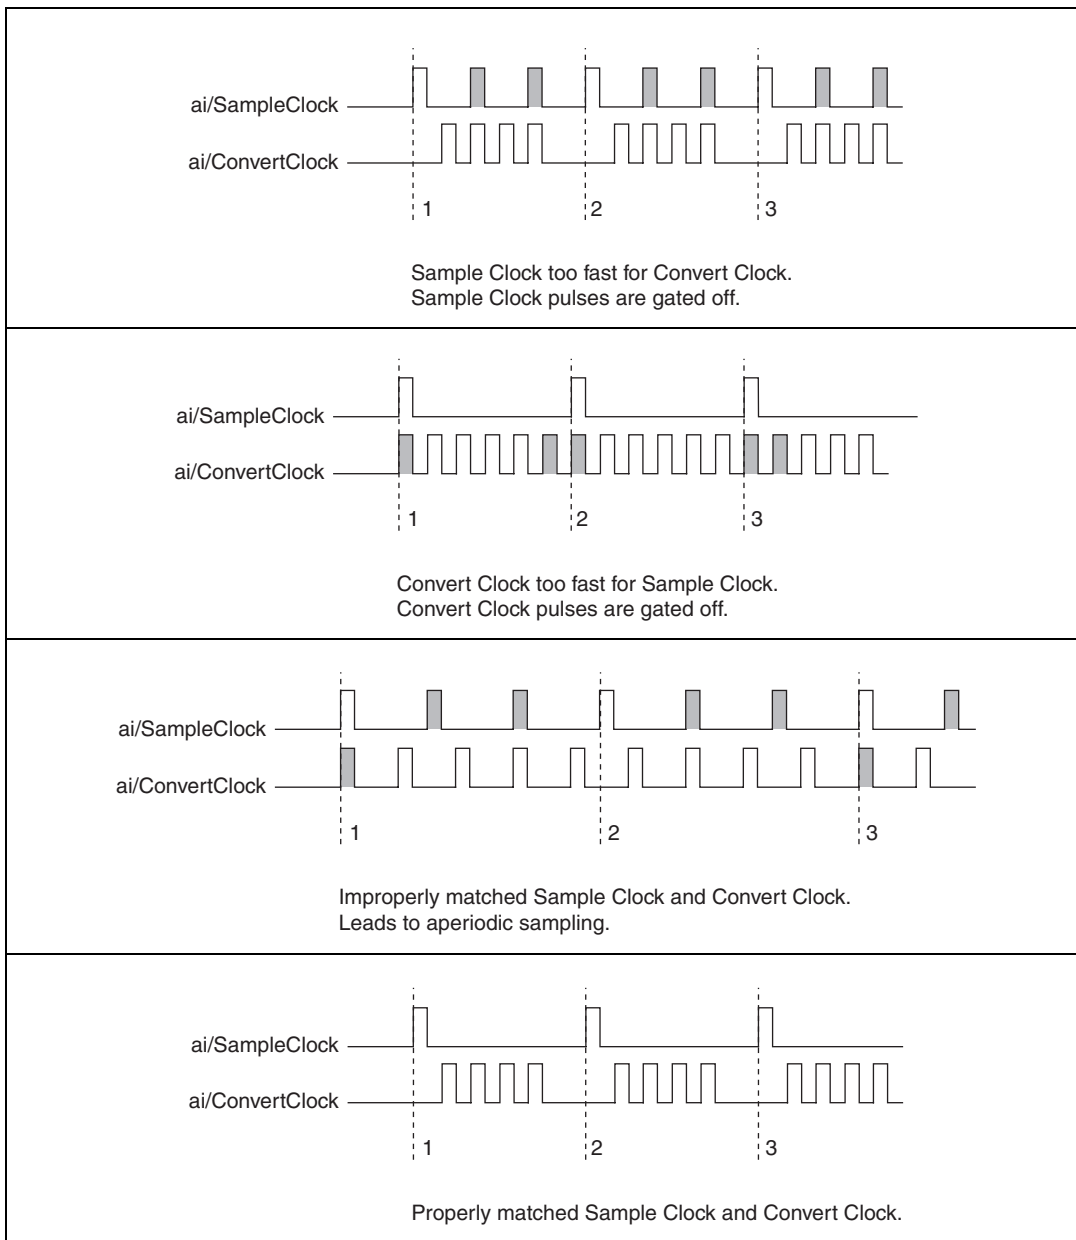 ai/SampleClock
ai/ConvertClock
1 2 3
Sample Clock too fast for Convert Clock.
Sample Clock pulses are gated off.
ai/SampleClock
ai/ConvertClock
1 2 3
Convert Clock too fast for Sample Clock.
Convert Clock pulses are gated off.
ai/SampleClock
ai/ConvertClock
1 2 3
Improperly matched Sample Clock and Convert Clock.
Leads to aperiodic sampling.
ai/SampleClock
ai/ConvertClock
1 2 3
Properly matched Sample Clock and Convert Clock.